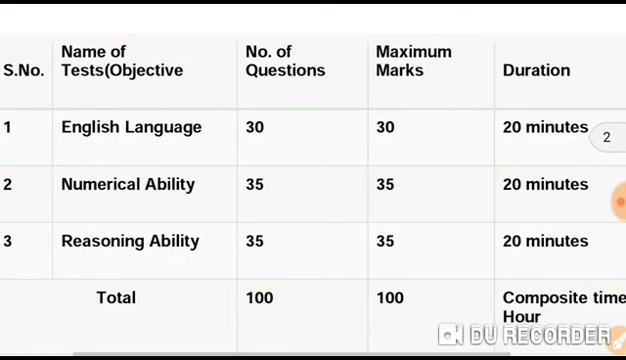 S.No. Name of Tests(Objective No. of Questions Maximum Marks Duration
1 English Language 30 30 20 minutes
2 Numerical Ability 35 35 20 minutes
3 Reasoning Ability 35 35 20 minutes
Total 100 100 Composite time Hour
2
DU RECORDER